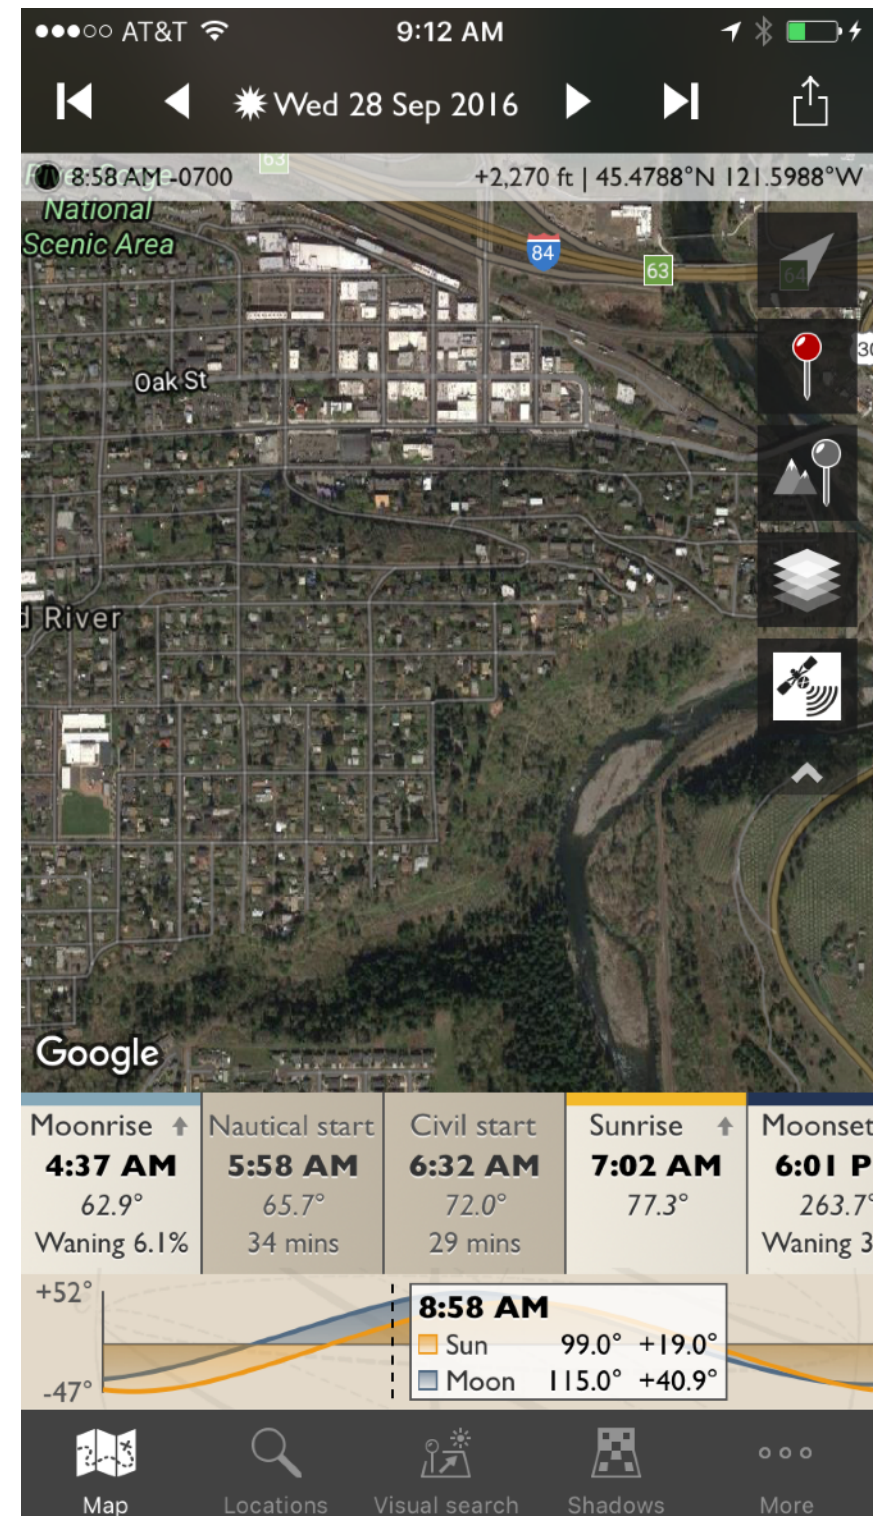 AT&T 9:12 AM
Wed 28 Sep 2016
8:58 AM -0700 +2,270 ft | 45.4788°N 121.5988°W
63
National
Scenic Area
84
63
64
30
Oak St
d River
Google
Moonrise Nautical start Civil start Sunrise Moonset
4:37 AM 5:58 AM 6:32 AM 7:02 AM 6:01 P
62.9° 65.7° 72.0° 77.3° 263.7°
Waning 6.1% 34 mins 29 mins Waning 3
+52°
8:58 AM
Sun 99.0° +19.0°
Moon 115.0° +40.9°
-47°
Map Locations Visual search Shadows More